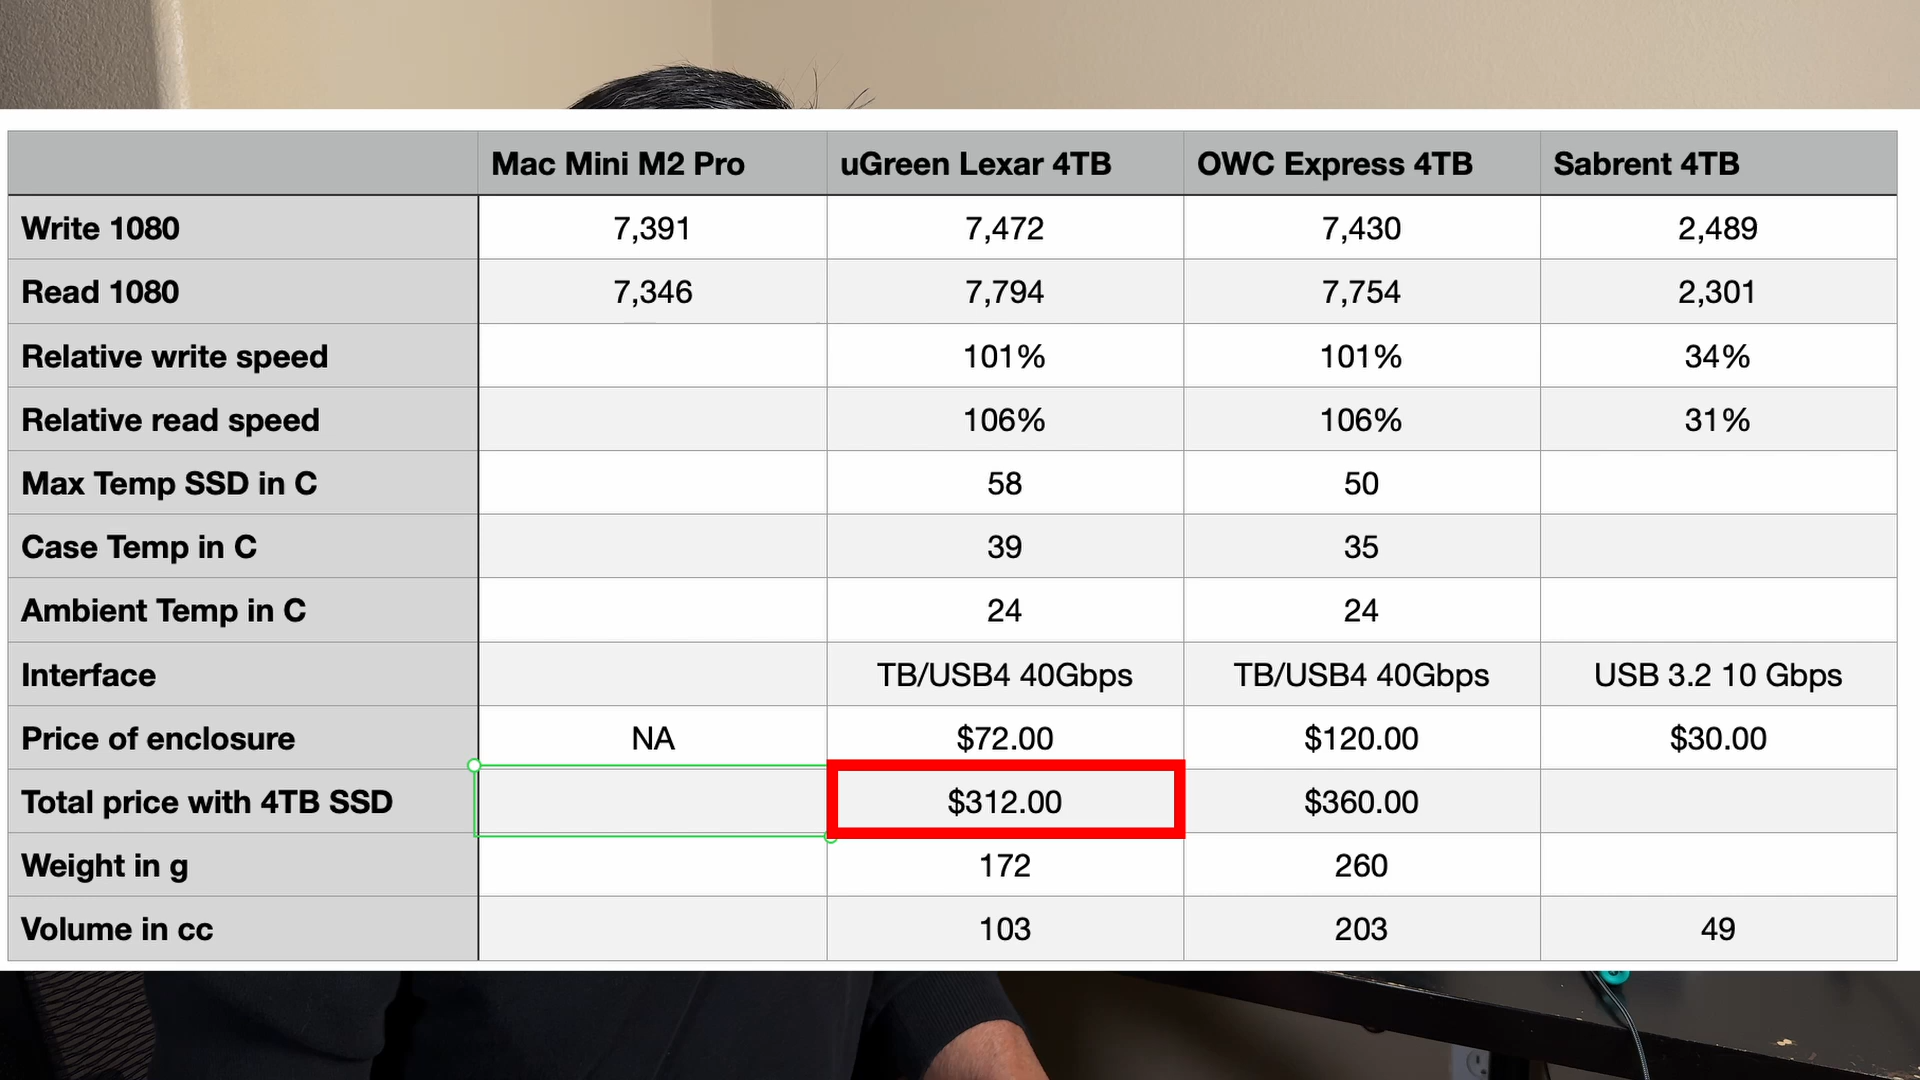 Mac Mini M2 Pro uGreen Lexar 4TB OWC Express 4TB Sabrent 4TB
Write 1080 7,391 7,472 7,430 2,489
Read 1080 7,346 7,794 7,754 2,301
Relative write speed 101% 101% 34%
Relative read speed 106% 106% 31%
Max Temp SSD in C 58 50
Case Temp in C 39 35
Ambient Temp in C 24 24
Interface TB/USB4 40Gbps TB/USB4 40Gbps USB 3.2 10 Gbps
Price of enclosure NA $72.00 $120.00 $30.00
Total price with 4TB SSD $312.00 $360.00
Weight in g 172 260
Volume in cc 103 203 49